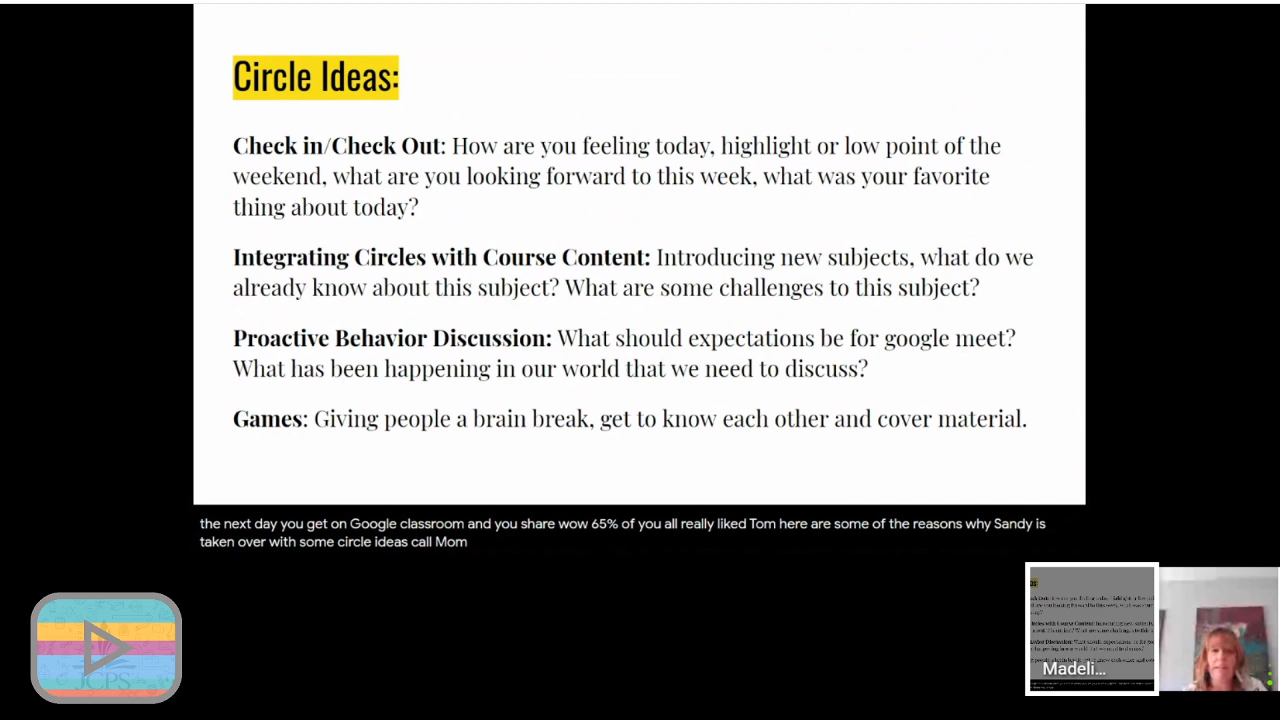 Circle Ideas:
Check in/Check Out: How are you feeling today, highlight or low point of the
weekend, what are you looking forward to this week, what was your favorite
thing about today?
Integrating Circles with Course Content: Introducing new subjects, what do we
already know about this subject? What are some challenges to this subject?
Proactive Behavior Discussion: What should expectations be for google meet?
What has been happening in our world that we need to discuss?
Games: Giving people a brain break, get to know each other and cover material.
the next day you get on Google classroom and you share wow 65% of you all really liked Tom here are some of the reasons why Sandy is
taken over with some circle ideas call Mom
JCPS
Madeli...